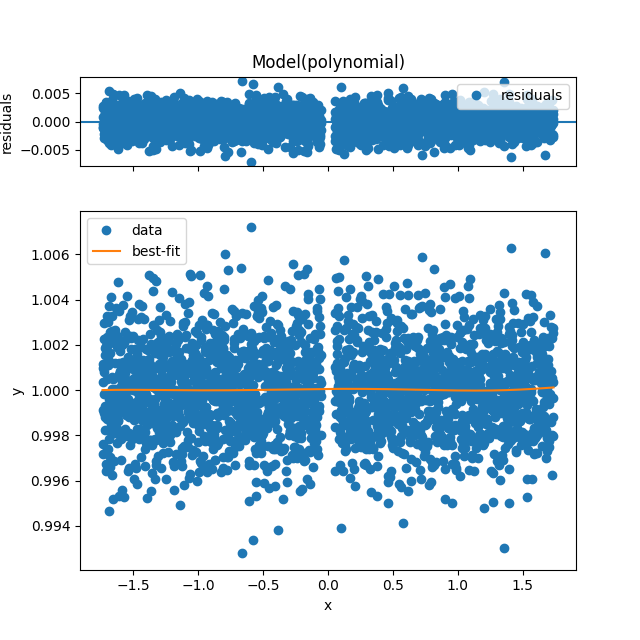 Model(polynomial)
residuals
0.005
0.000
−0.005
residuals
data
best-fit
y
1.006
1.004
1.002
1.000
0.998
0.996
0.994
−1.5 −1.0 −0.5 0.0 0.5 1.0 1.5
x